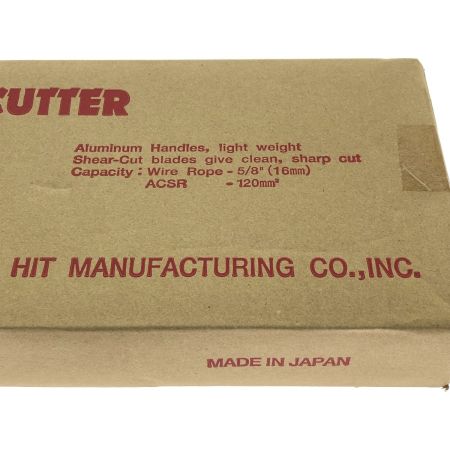 CUTTER
Aluminum Handles, light weight
Shear-Cut blades give clean, sharp cut
Capacity : Wire Rope - 5/8" (16mm)
ACSR - 120mm²
HIT MANUFACTURING CO.,INC.
MADE IN JAPAN